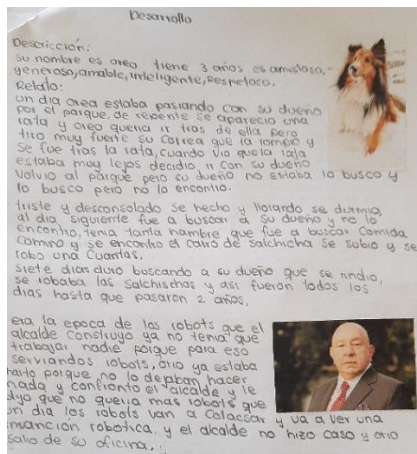 Desarrollo
Descricción:
su nombre es oreo tiene 3 años es amistoso,
generoso, amable, inteligente, Respetoso.
Relato:
un dia orea estaba pasiando con su dueño
por el parque, de repente se aparecio una
rata y oreo queria ir tras de ella pero
tiro muy fuerte su correa que la rompio y
se fue tras la rata, cuando vio que la rata
estaba muy lejos decidio ir con su dueño
volvio al parque pero su dueño no estaba lo busco y
lo busco pero no lo encontro.
triste y desconsolado se hecho y llorando se durmio,
al dia siguiente fue a buscar a su dueño y no lo
encontro, tenia tanta hambre que fue a buscar comida
camino y se encontro el carro de salchicha se subio y se
robo una cuantas.
siete dias duro buscando a su dueño que se rindio,
se robaba las salchischas y asi fueron todos los
dias hasta que pasaron 2 años.
era la epoca de los robots que el
alcalde construyo ya no tenia que
trabajar nadie porque para eso
serviandos robots, orio ya estaba
harto porque no lo dejaban hacer
nada y confronto el alcalde y le
dijo que no queria mas robots que
un dia los robots van a colacsar y va a ver una
invancion robotica. y el alcalde no hizo caso y orio
salio de su oficina.